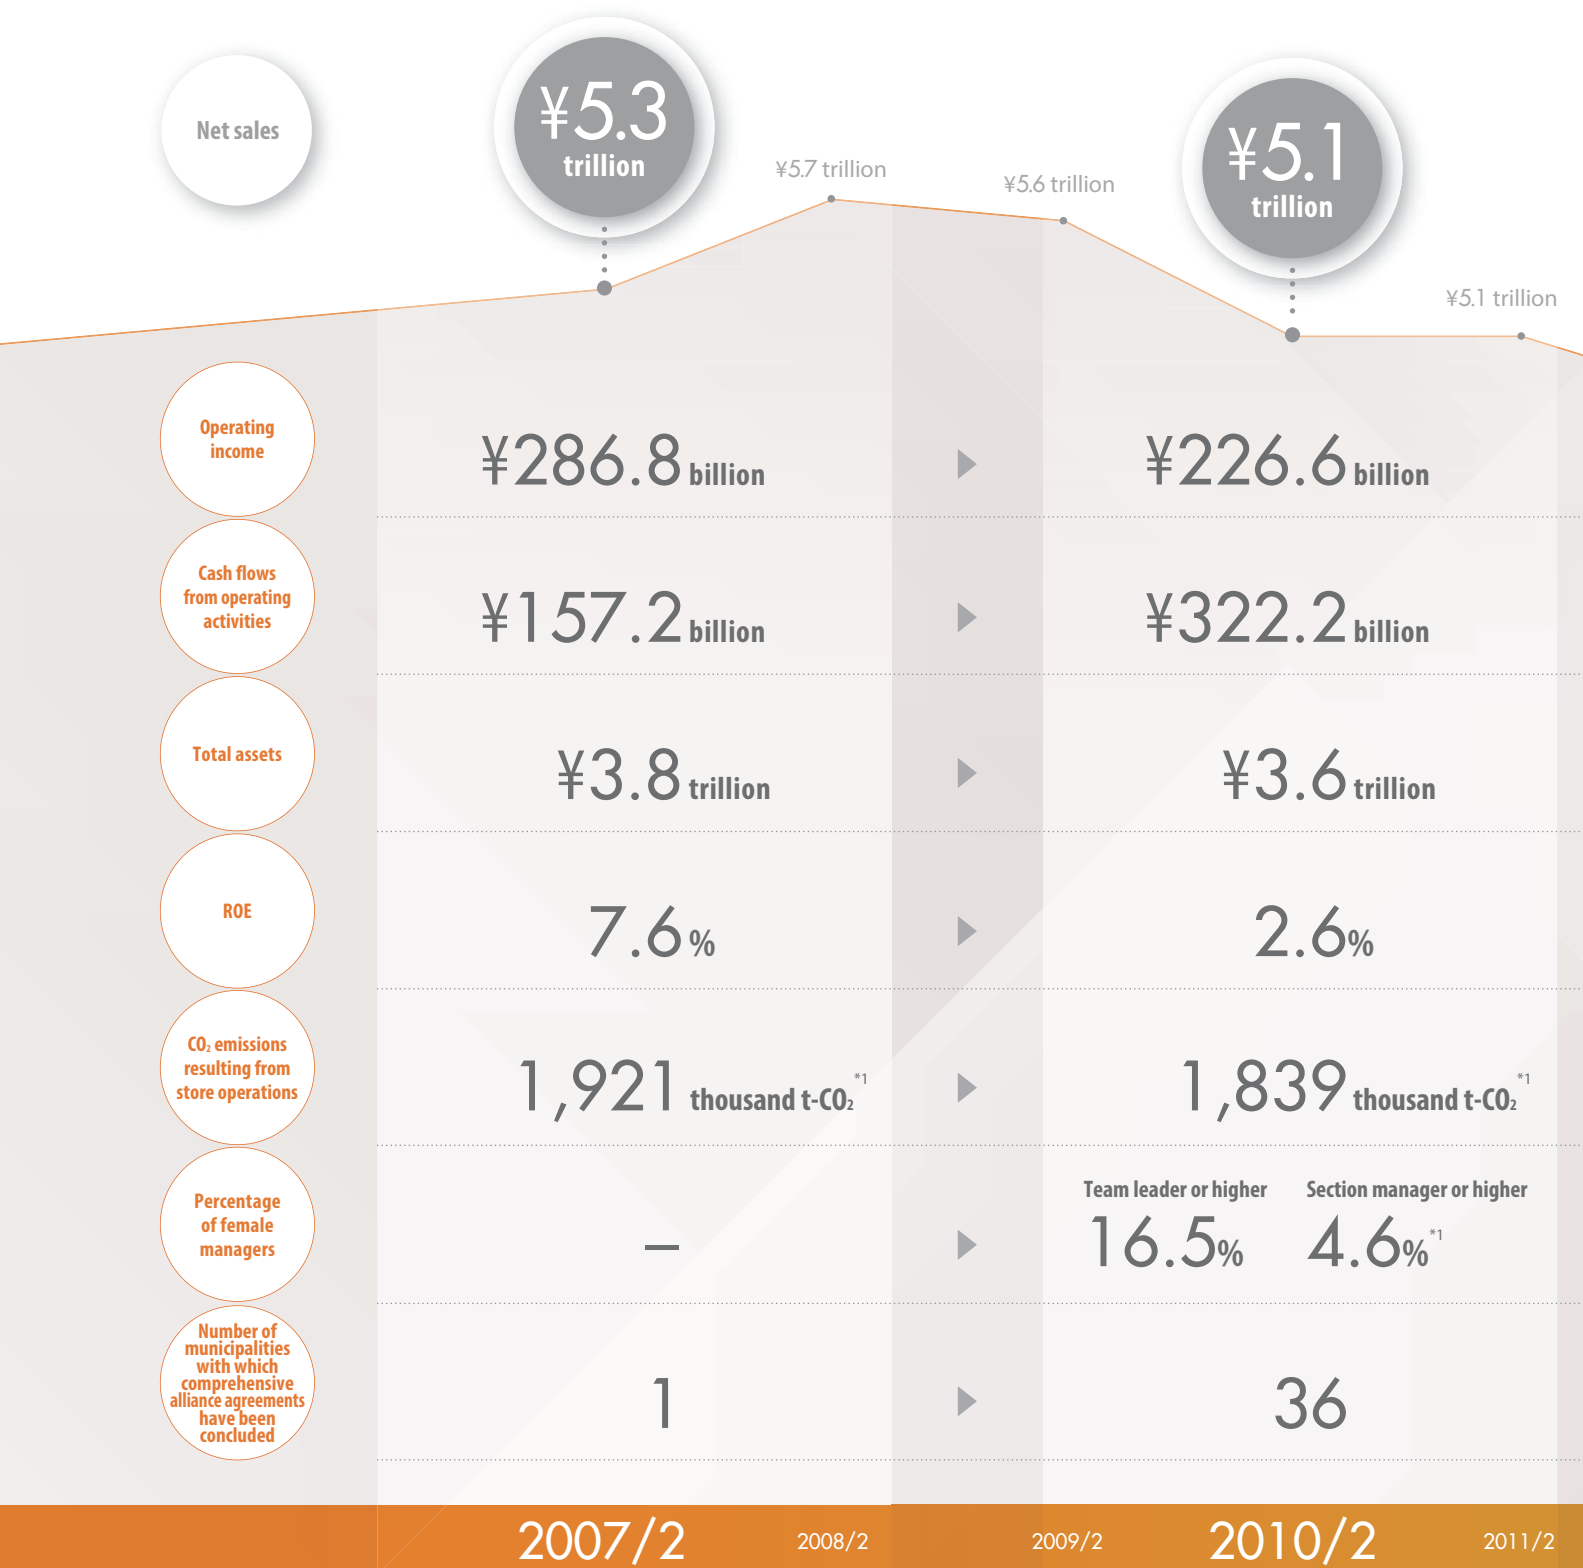 Net sales
¥5.3
trillion
¥5.7 trillion
¥5.6 trillion
¥5.1
trillion
¥5.1 trillion
Operating
income
¥286.8 billion
¥226.6 billion
Cash flows
from operating
activities
¥157.2 billion
¥322.2 billion
Total assets
¥3.8 trillion
¥3.6 trillion
ROE
7.6%
2.6%
CO₂ emissions
resulting from
store operations
1,921 thousand t-CO₂ *1
1,839 thousand t-CO₂ *1
Percentage
of female
managers
–
Team leader or higher
16.5%
Section manager or higher
4.6% *1
Number of
municipalities
with which
comprehensive
alliance agreements
have been
concluded
1
36
2007/2
2008/2
2009/2
2010/2
2011/2